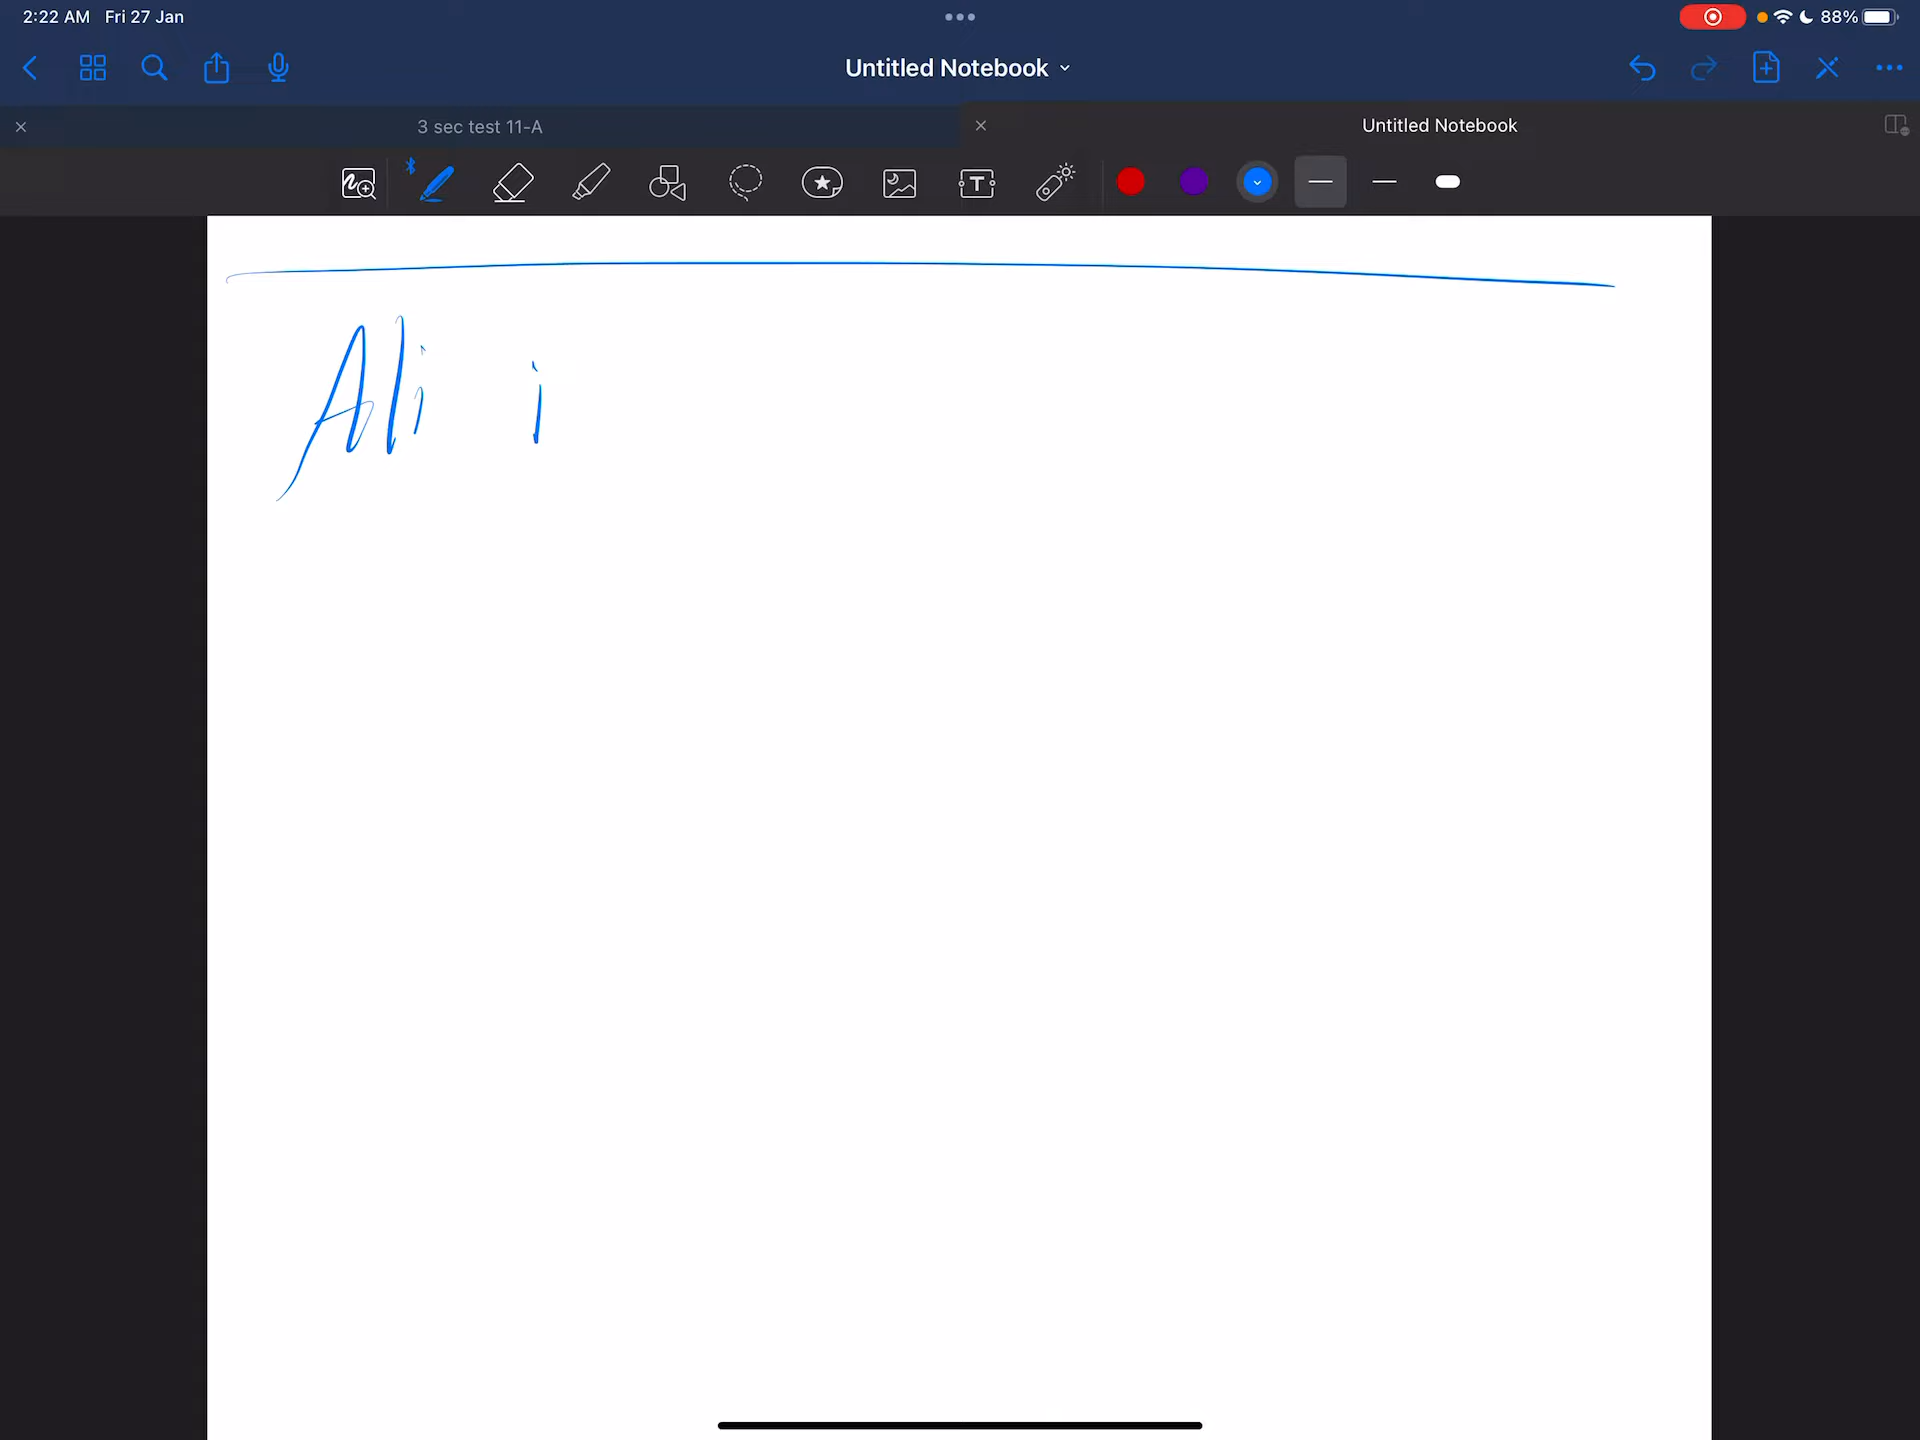 2:22 AM Fri 27 Jan
88%
Untitled Notebook
3 sec test 11-A
Untitled Notebook
T
Ali i